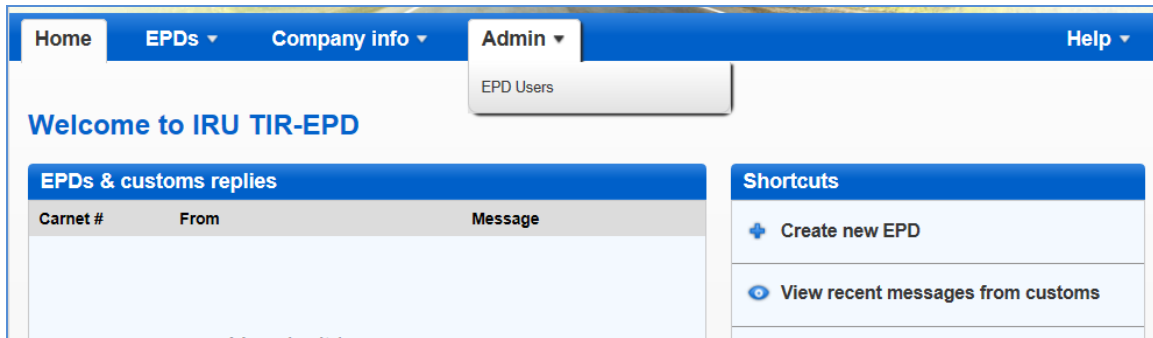 Home EPDs Company info Admin Help
EPD Users
Welcome to IRU TIR-EPD
EPDs & customs replies
Carnet # From Message
Shortcuts
Create new EPD
View recent messages from customs